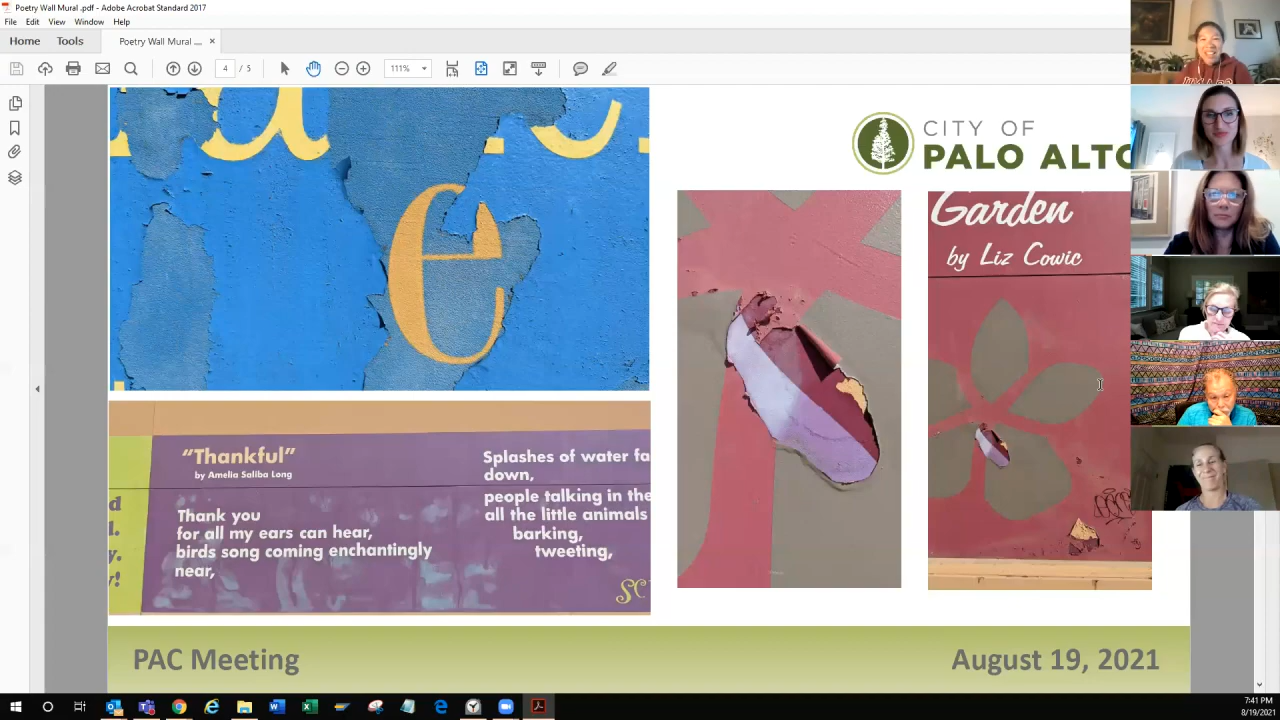 Poetry Wall Mural .pdf - Adobe Acrobat Standard 2017
File Edit View Window Help
Home Tools Poetry Wall Mural ... ×
4 / 5 111%
e
CITY OF
PALO ALTO
Garden
by Liz Cowic
"Thankful"
by Amelia Saliba Long
Thank you
for all my ears can hear,
birds song coming enchantingly
near,
Splashes of water fa
down,
people talking in the
all the little animals
barking,
tweeting,
d
.
y.
y!
SC
PAC Meeting
August 19, 2021
7:41 PM
8/19/2021